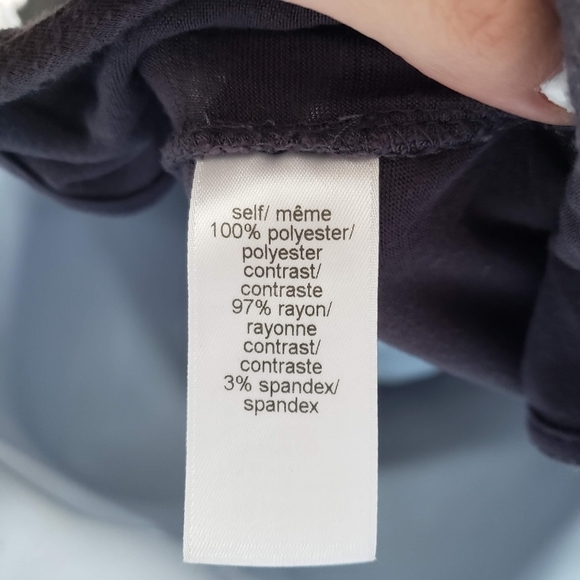 self/ même
100% polyester/
polyester
contrast/
contraste
97% rayon/
rayonne
contrast/
contraste
3% spandex/
spandex